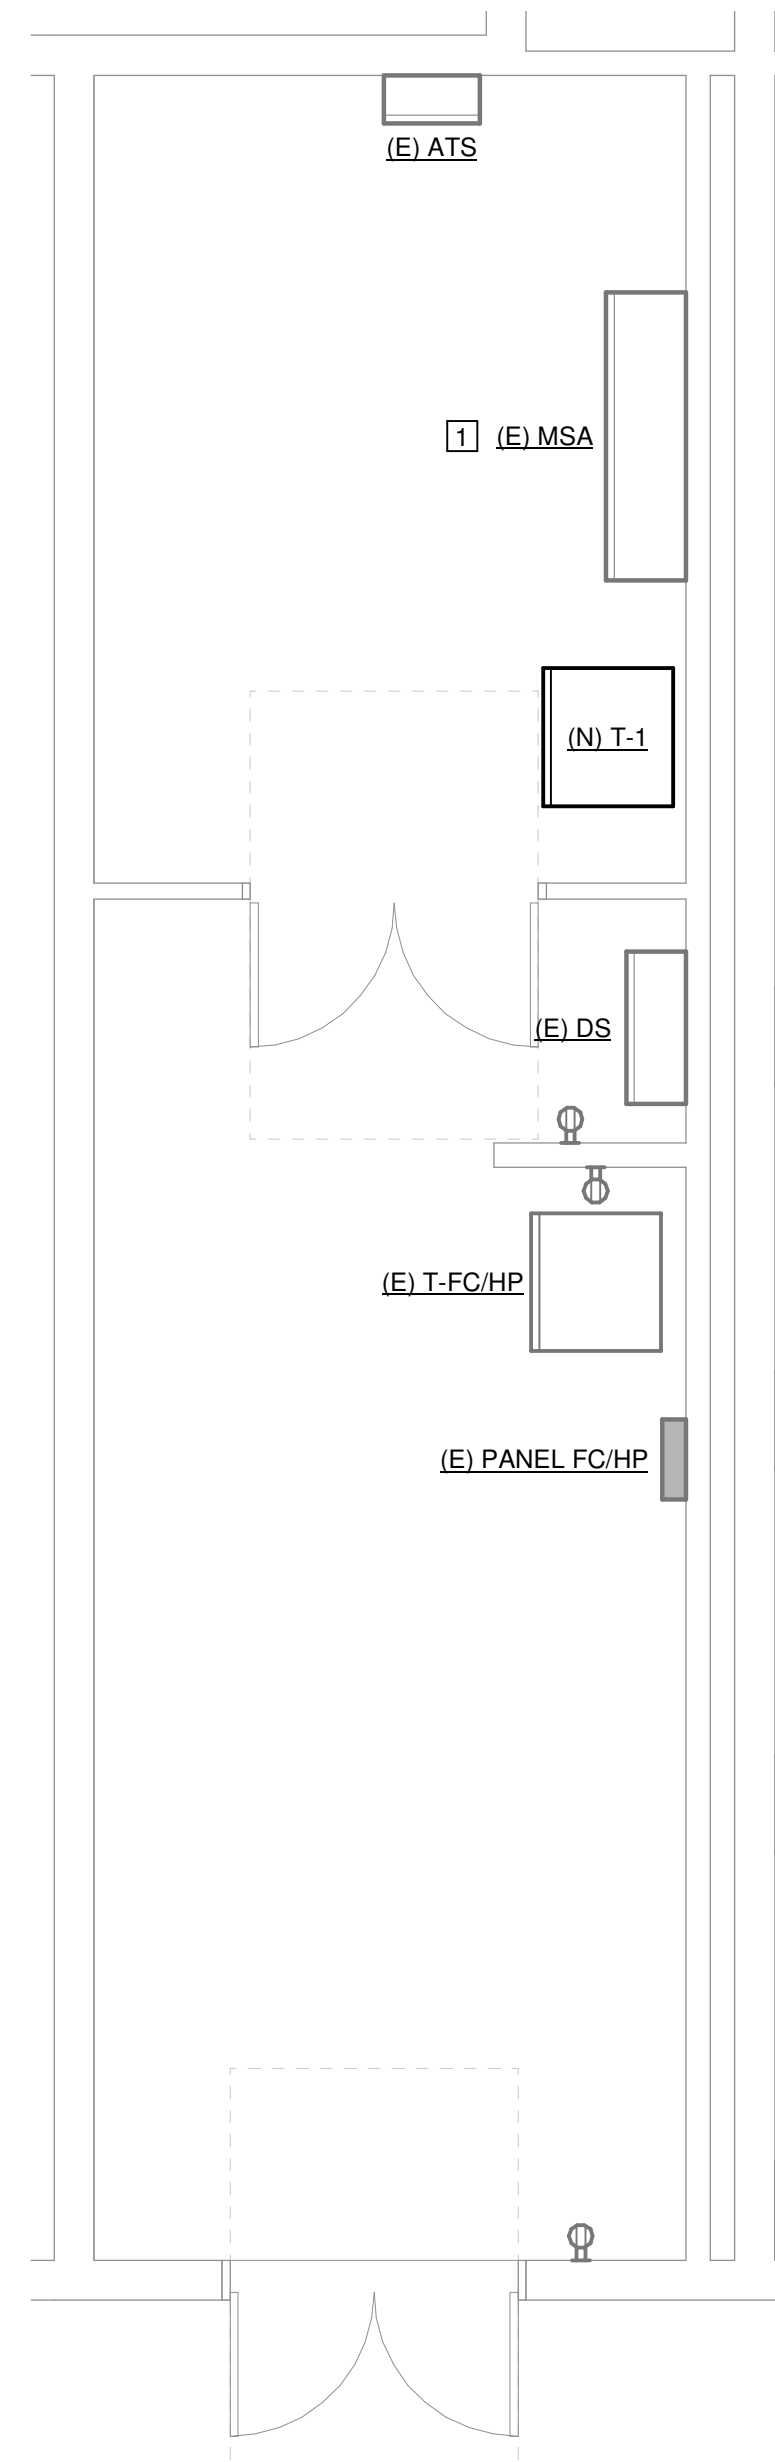 (E) ATS
1 (E) MSA
(N) T-1
(E) DS
(E) T-FC/HP
(E) PANEL FC/HP